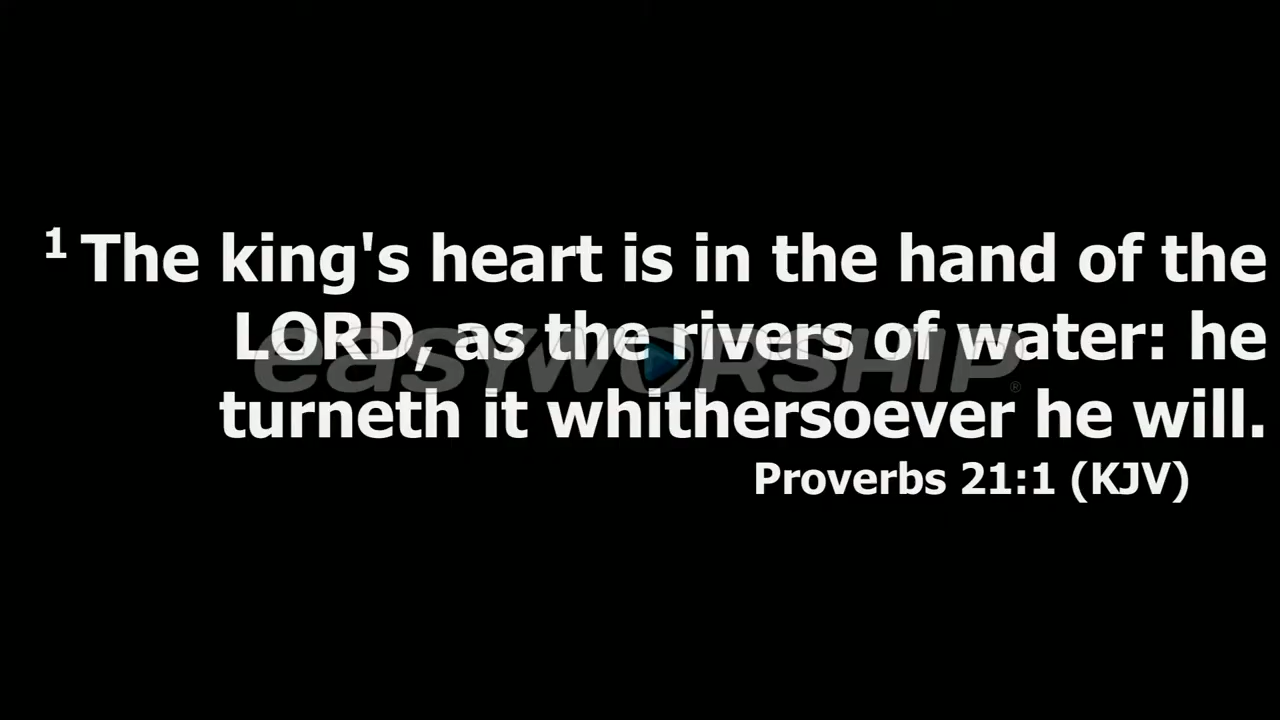 1 The king's heart is in the hand of the
LORD, as the rivers of water: he
turneth it whithersoever he will.
Proverbs 21:1 (KJV)
easyworship®